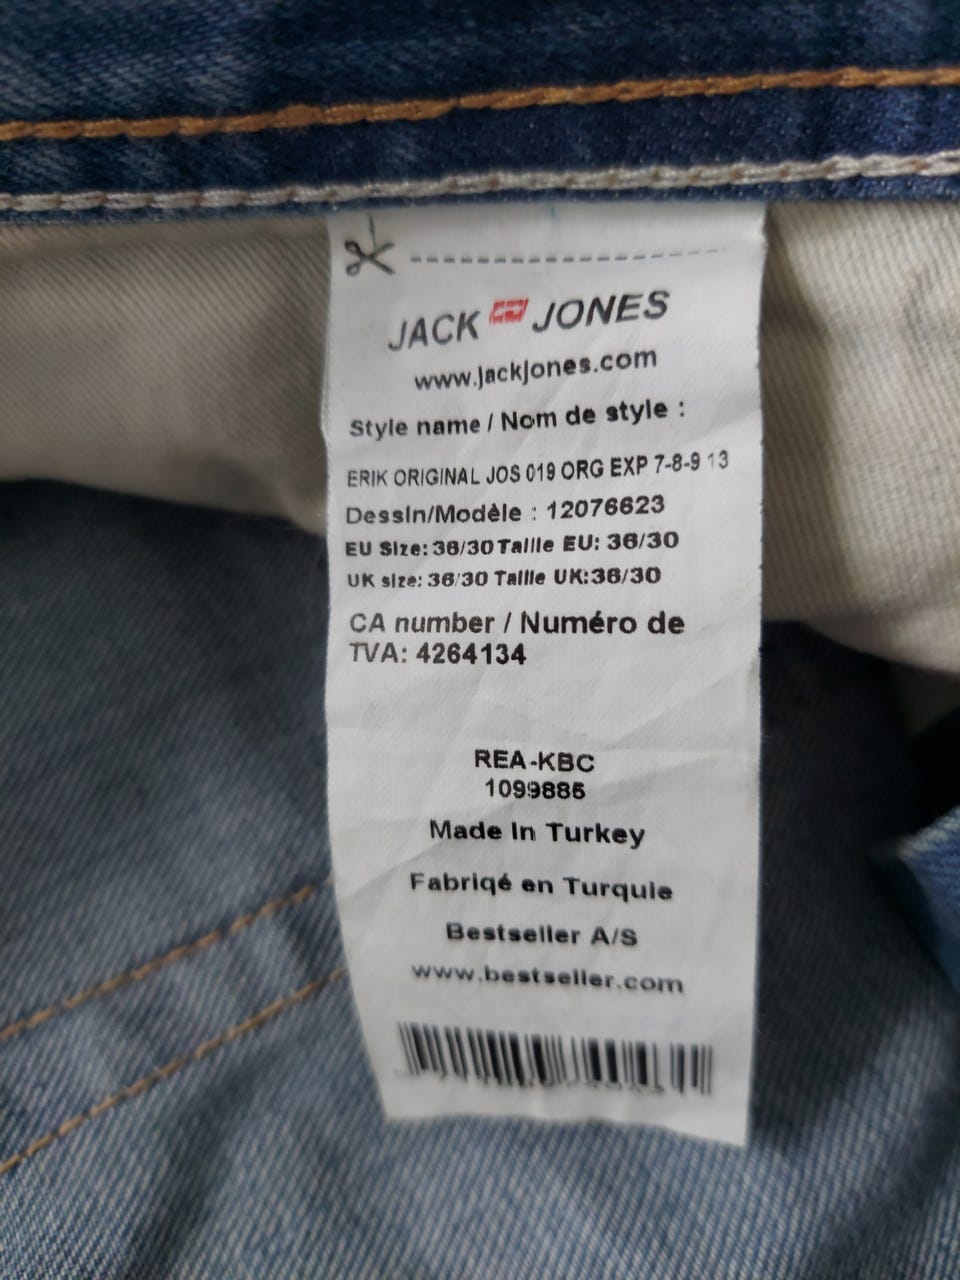 JACK JONES
www.jackjones.com
Style name / Nom de style :
ERIK ORIGINAL JOS 019 ORG EXP 7-8-9 13
Dessin/Modèle : 12076623
EU Size: 36/30 Taille EU: 36/30
UK size: 36/30 Taille UK:36/30
CA number / Numéro de
TVA: 4264134
REA-KBC
1099885
Made in Turkey
Fabriqé en Turquie
Bestseller A/S
www.bestseller.com